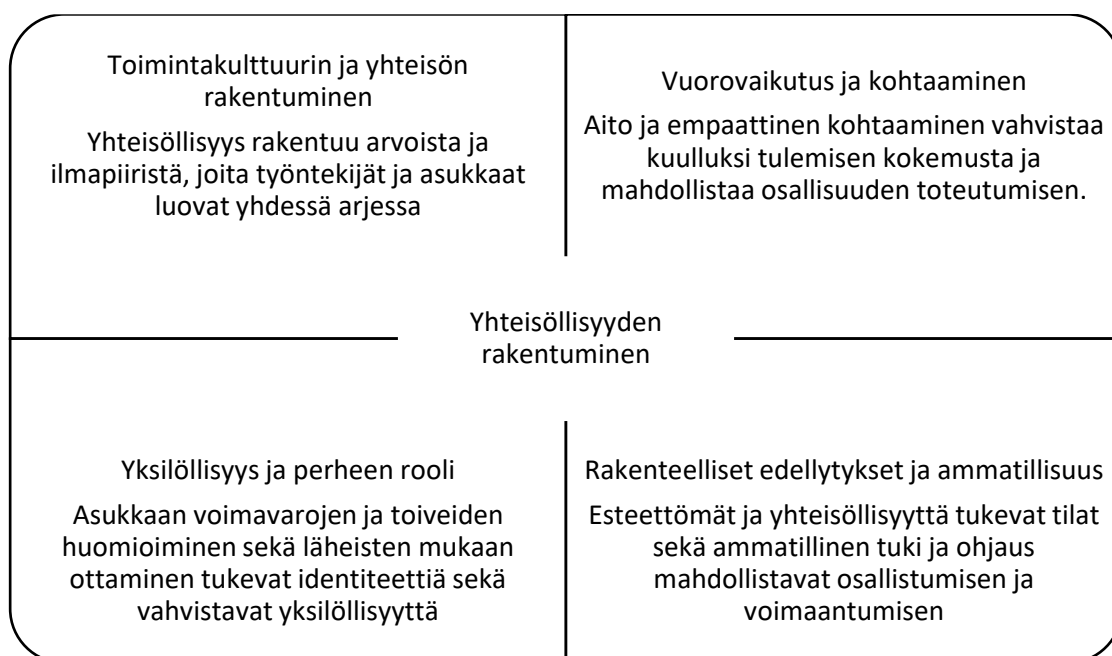 Toimintakulttuurin ja yhteisön
rakentuminen
Yhteisöllisyys rakentuu arvoista ja
ilmapiiristä, joita työntekijät ja asukkaat
luovat yhdessä arjessa
Vuorovaikutus ja kohtaaminen
Aito ja empaattinen kohtaaminen vahvistaa
kuulluksi tulemisen kokemusta ja
mahdollistaa osallisuuden toteutumisen.
Yhteisöllisyyden
rakentuminen
Yksilöllisyys ja perheen rooli
Asukkaan voimavarojen ja toiveiden
huomioiminen sekä läheisten mukaan
ottaminen tukevat identiteettiä sekä
vahvistavat yksilöllisyyttä
Rakenteelliset edellytykset ja ammatillisuus
Esteettömät ja yhteisöllisyyttä tukevat tilat
sekä ammatillinen tuki ja ohjaus
mahdollistavat osallistumisen ja
voimaantumisen